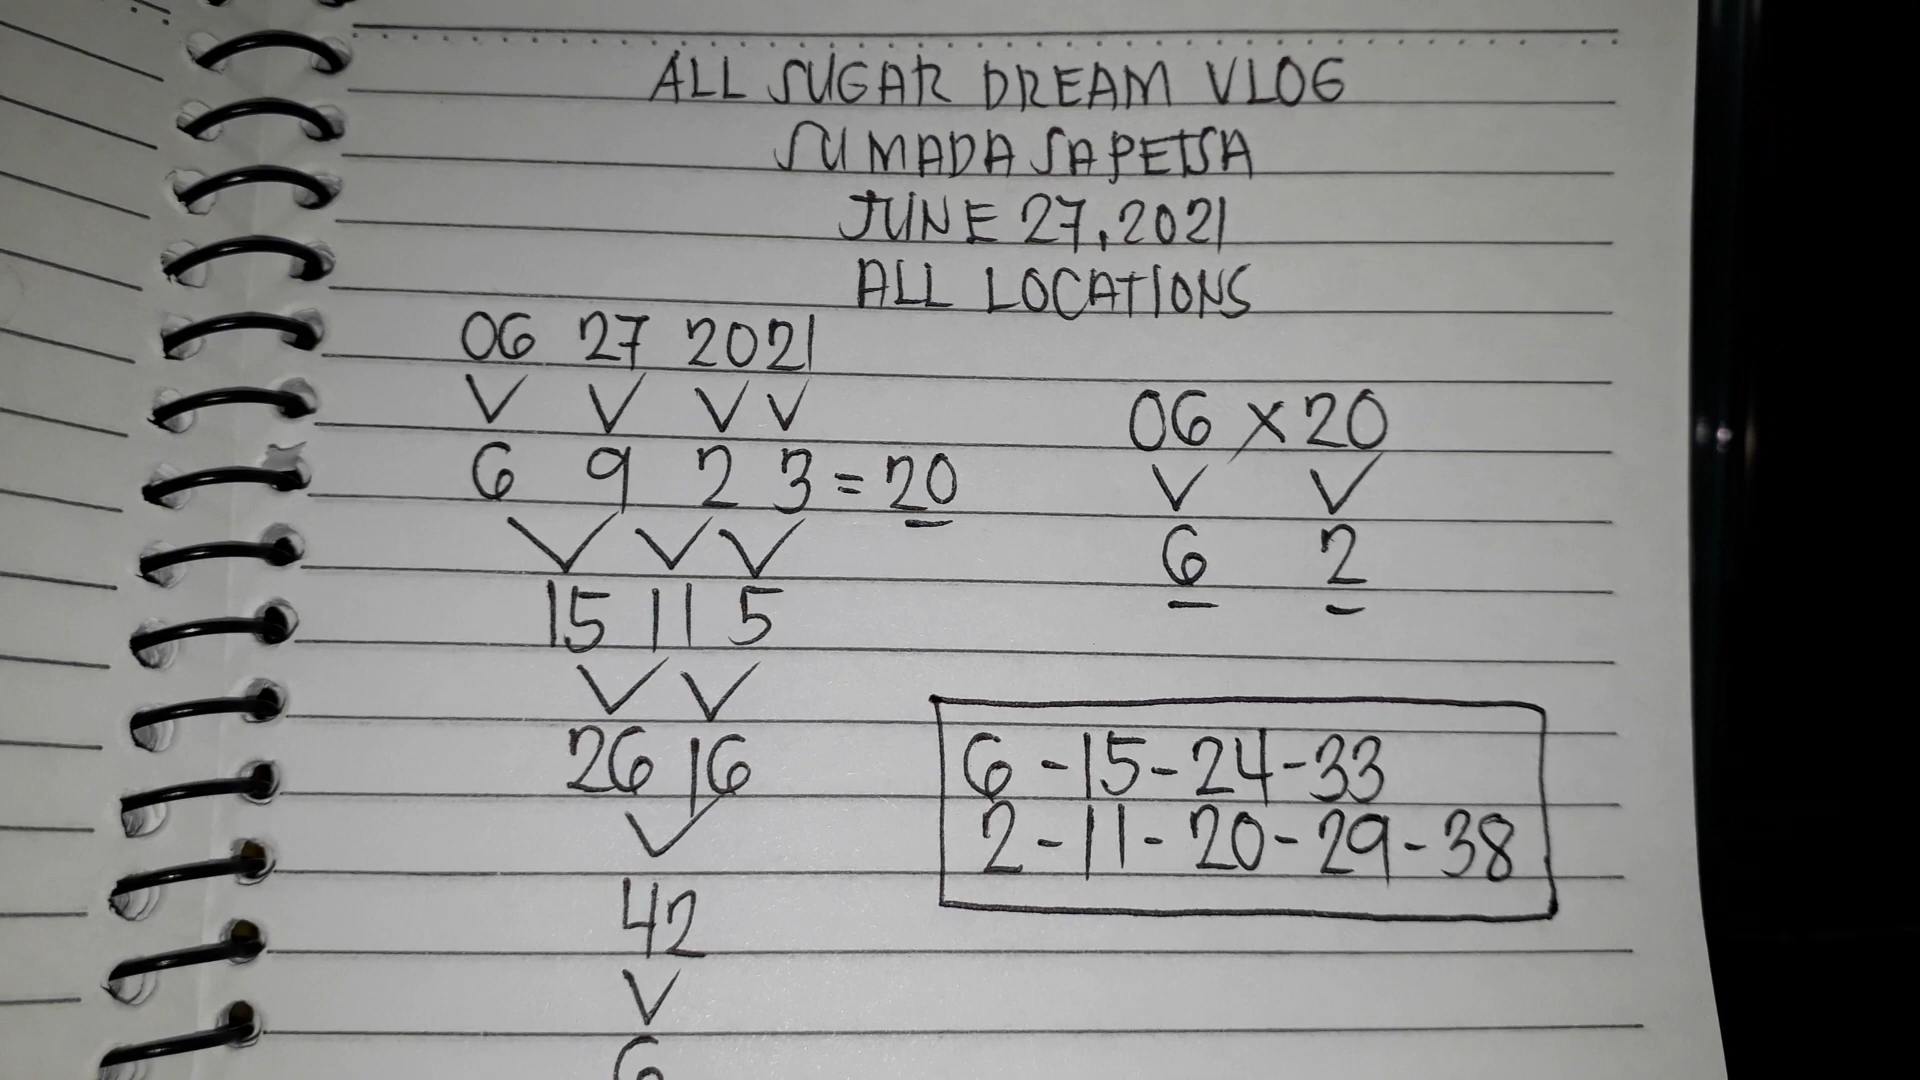 ALL SUGAR DREAM VLOG
SUMADA SAPETSA
JUNE 27, 2021
ALL LOCATIONS
06 27 2021
6 9 2 3 = 20
15 11 5
26 16
42
6
06 x 20
6 2
6-15-24-33
2-11-20-29-38